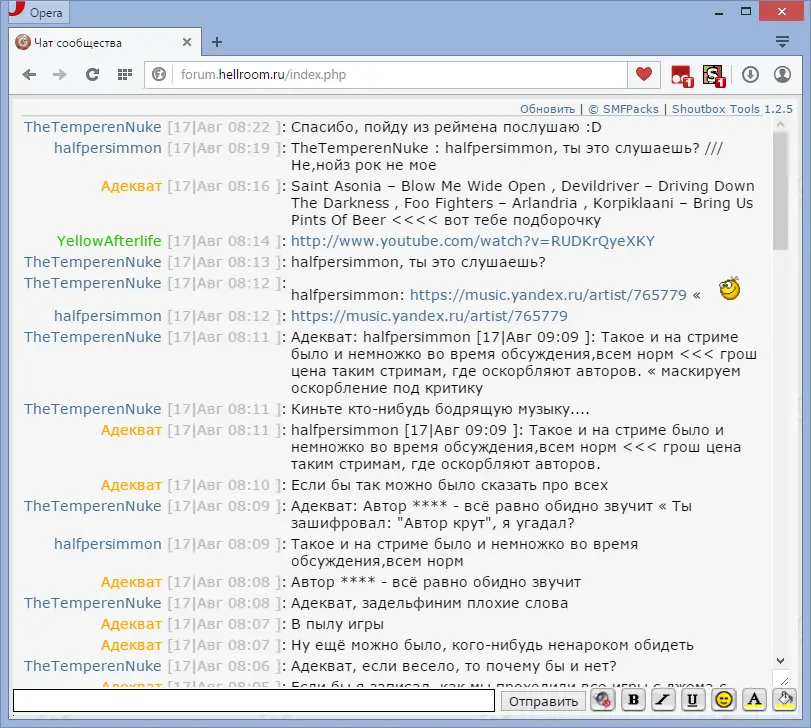 Opera
Чат сообщества
forum.hellroom.ru/index.php
1
S 1
Обновить | © SMFPacks | Shoutbox Tools 1.2.5
TheTemperenNuke [17|Авг 08:22 ]: Спасибо, пойду из реймена послушаю :D
halfpersimmon [17|Авг 08:19 ]: TheTemperenNuke : halfpersimmon, ты это слушаешь? ///
Не,нойз рок не мое
Адекват [17|Авг 08:16 ]: Saint Asonia – Blow Me Wide Open , Devildriver – Driving Down
The Darkness , Foo Fighters – Arlandria , Korpiklaani – Bring Us
Pints Of Beer <<<< вот тебе подборочку
YellowAfterlife [17|Авг 08:14 ]: http://www.youtube.com/watch?v=RUDKrQyeXKY
TheTemperenNuke [17|Авг 08:13 ]: halfpersimmon, ты это слушаешь?
TheTemperenNuke [17|Авг 08:12 ]:
halfpersimmon: https://music.yandex.ru/artist/765779 «
halfpersimmon [17|Авг 08:12 ]: https://music.yandex.ru/artist/765779
TheTemperenNuke [17|Авг 08:11 ]: Адекват: halfpersimmon [17|Авг 09:09 ]: Такое и на стриме
было и немножко во время обсуждения,всем норм <<< грош
цена таким стримам, где оскорбляют авторов. « маскируем
оскорбление под критику
TheTemperenNuke [17|Авг 08:11 ]: Киньте кто-нибудь бодрящую музыку....
Адекват [17|Авг 08:11 ]: halfpersimmon [17|Авг 09:09 ]: Такое и на стриме было и
немножко во время обсуждения,всем норм <<< грош цена
таким стримам, где оскорбляют авторов.
Адекват [17|Авг 08:10 ]: Если бы так можно было сказать про всех
TheTemperenNuke [17|Авг 08:09 ]: Адекват: Автор **** - всё равно обидно звучит « Ты
зашифровал: "Автор крут", я угадал?
halfpersimmon [17|Авг 08:09 ]: Такое и на стриме было и немножко во время
обсуждения,всем норм
Адекват [17|Авг 08:08 ]: Автор **** - всё равно обидно звучит
TheTemperenNuke [17|Авг 08:08 ]: Адекват, задельфиним плохие слова
Адекват [17|Авг 08:07 ]: В пылу игры
Адекват [17|Авг 08:07 ]: Ну ещё можно было, кого-нибудь ненароком обидеть
TheTemperenNuke [17|Авг 08:06 ]: Адекват, если весело, то почему бы и нет?
Адекват [17|Авг 08:05 ]: Если бы я записал, как мы проходили все игры с джема с
Отправить B I U A